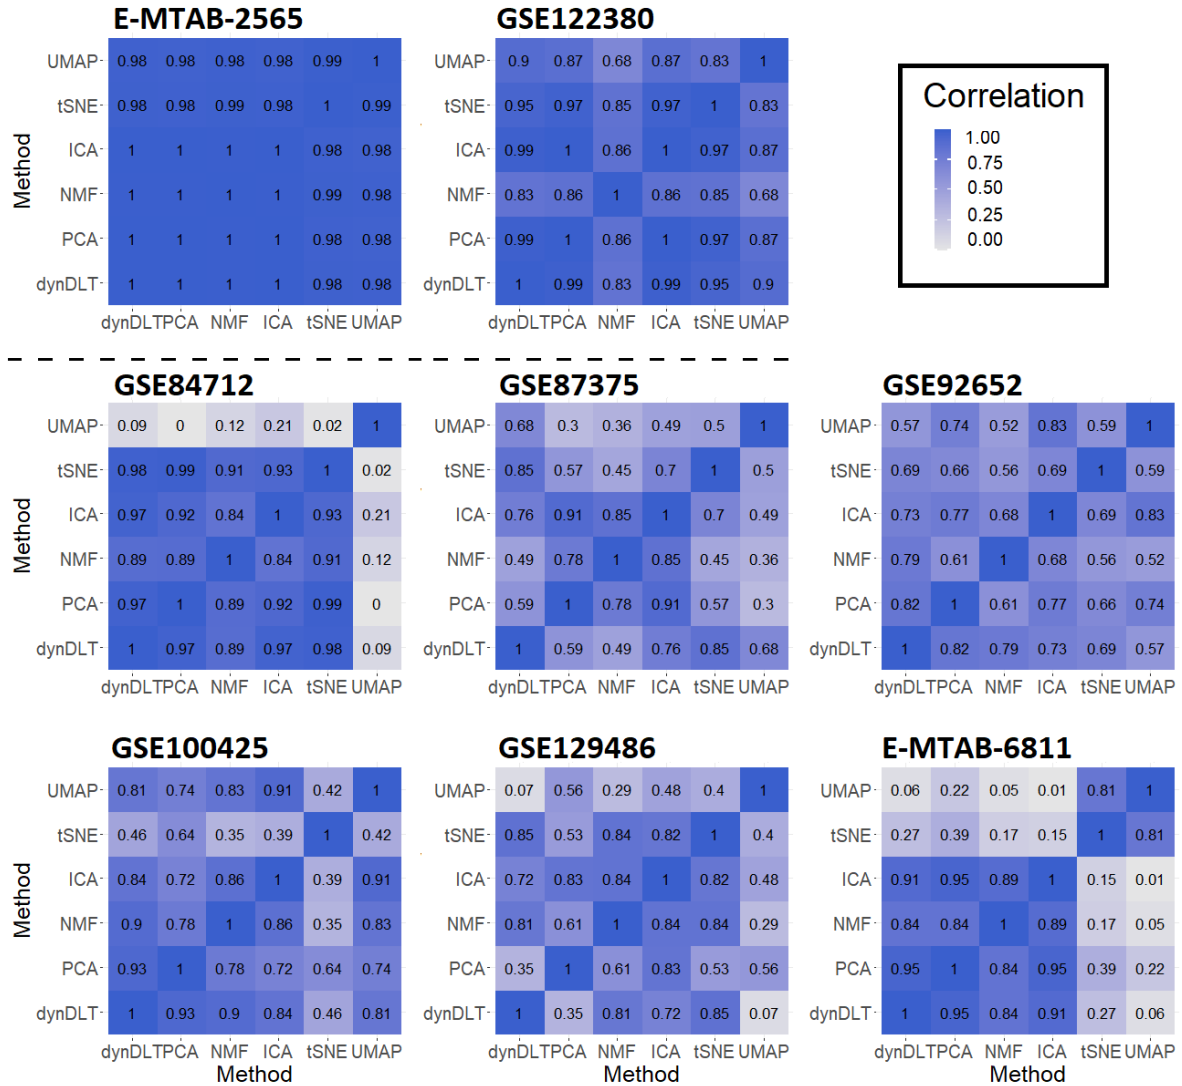 E-MTAB-2565 GSE122380
UMAP 0.98 0.98 0.98 0.98 0.99 1 0.9 0.87 0.68 0.87 0.83 1
tSNE 0.98 0.98 0.99 0.98 1 0.99 tSNE 0.95 0.97 0.85 0.97 1 0.83
ICA 1 1 1 1 0.98 0.98 ICA 0.99 1 0.86 1 0.97 0.87
NMF 1 1 1 1 0.99 0.98 NMF 0.83 0.86 1 0.86 0.85 0.68
PCA 1 1 1 1 0.98 0.98 PCA 0.99 1 0.86 1 0.97 0.87
dynDLT 1 1 1 1 0.98 0.98 dynDLT 1 0.99 0.83 0.99 0.95 0.9
dynDLT PCA NMF ICA tSNE UMAP dynDLT PCA NMF ICA tSNE UMAP
Method
Correlation
1.00
0.75
0.50
0.25
0.00
GSE84712 GSE87375 GSE92652
UMAP 0.09 0 0.12 0.21 0.02 1 UMAP 0.68 0.3 0.36 0.49 0.5 1 UMAP 0.57 0.74 0.52 0.83 0.59 1
tSNE 0.98 0.99 0.91 0.93 1 0.02 tSNE 0.85 0.57 0.45 0.7 1 0.5 tSNE 0.69 0.66 0.56 0.69 1 0.59
ICA 0.97 0.92 0.84 1 0.93 0.21 ICA 0.76 0.91 0.85 1 0.7 0.49 ICA 0.73 0.77 0.68 1 0.69 0.83
NMF 0.89 0.89 1 0.84 0.91 0.12 NMF 0.49 0.78 1 0.85 0.45 0.36 NMF 0.79 0.61 1 0.68 0.56 0.52
PCA 0.97 1 0.89 0.92 0.99 0 PCA 0.59 1 0.78 0.91 0.57 0.3 PCA 0.82 1 0.61 0.77 0.66 0.74
dynDLT 1 0.97 0.89 0.97 0.98 0.09 dynDLT 1 0.59 0.49 0.76 0.85 0.68 dynDLT 1 0.82 0.79 0.73 0.69 0.57
dynDLT PCA NMF ICA tSNE UMAP dynDLT PCA NMF ICA tSNE UMAP dynDLT PCA NMF ICA tSNE UMAP
Method
GSE100425 GSE129486 E-MTAB-6811
UMAP 0.81 0.74 0.83 0.91 0.42 1 UMAP 0.07 0.56 0.29 0.48 0.4 1 UMAP 0.06 0.22 0.05 0.01 0.81 1
tSNE 0.46 0.64 0.35 0.39 1 0.42 tSNE 0.85 0.53 0.84 0.82 1 0.4 tSNE 0.27 0.39 0.17 0.15 1 0.81
ICA 0.84 0.72 0.86 1 0.39 0.91 ICA 0.72 0.83 0.84 1 0.82 0.48 ICA 0.91 0.95 0.89 1 0.15 0.01
NMF 0.9 0.78 1 0.86 0.35 0.83 NMF 0.81 0.61 1 0.84 0.84 0.29 NMF 0.84 0.84 1 0.89 0.17 0.05
PCA 0.93 1 0.78 0.72 0.64 0.74 PCA 0.35 1 0.61 0.83 0.53 0.56 PCA 0.95 1 0.84 0.95 0.39 0.22
dynDLT 1 0.93 0.9 0.84 0.46 0.81 dynDLT 1 0.35 0.81 0.72 0.85 0.07 dynDLT 1 0.95 0.84 0.91 0.27 0.06
dynDLT PCA NMF ICA tSNE UMAP dynDLT PCA NMF ICA tSNE UMAP dynDLT PCA NMF ICA tSNE UMAP
Method
Method Method Method